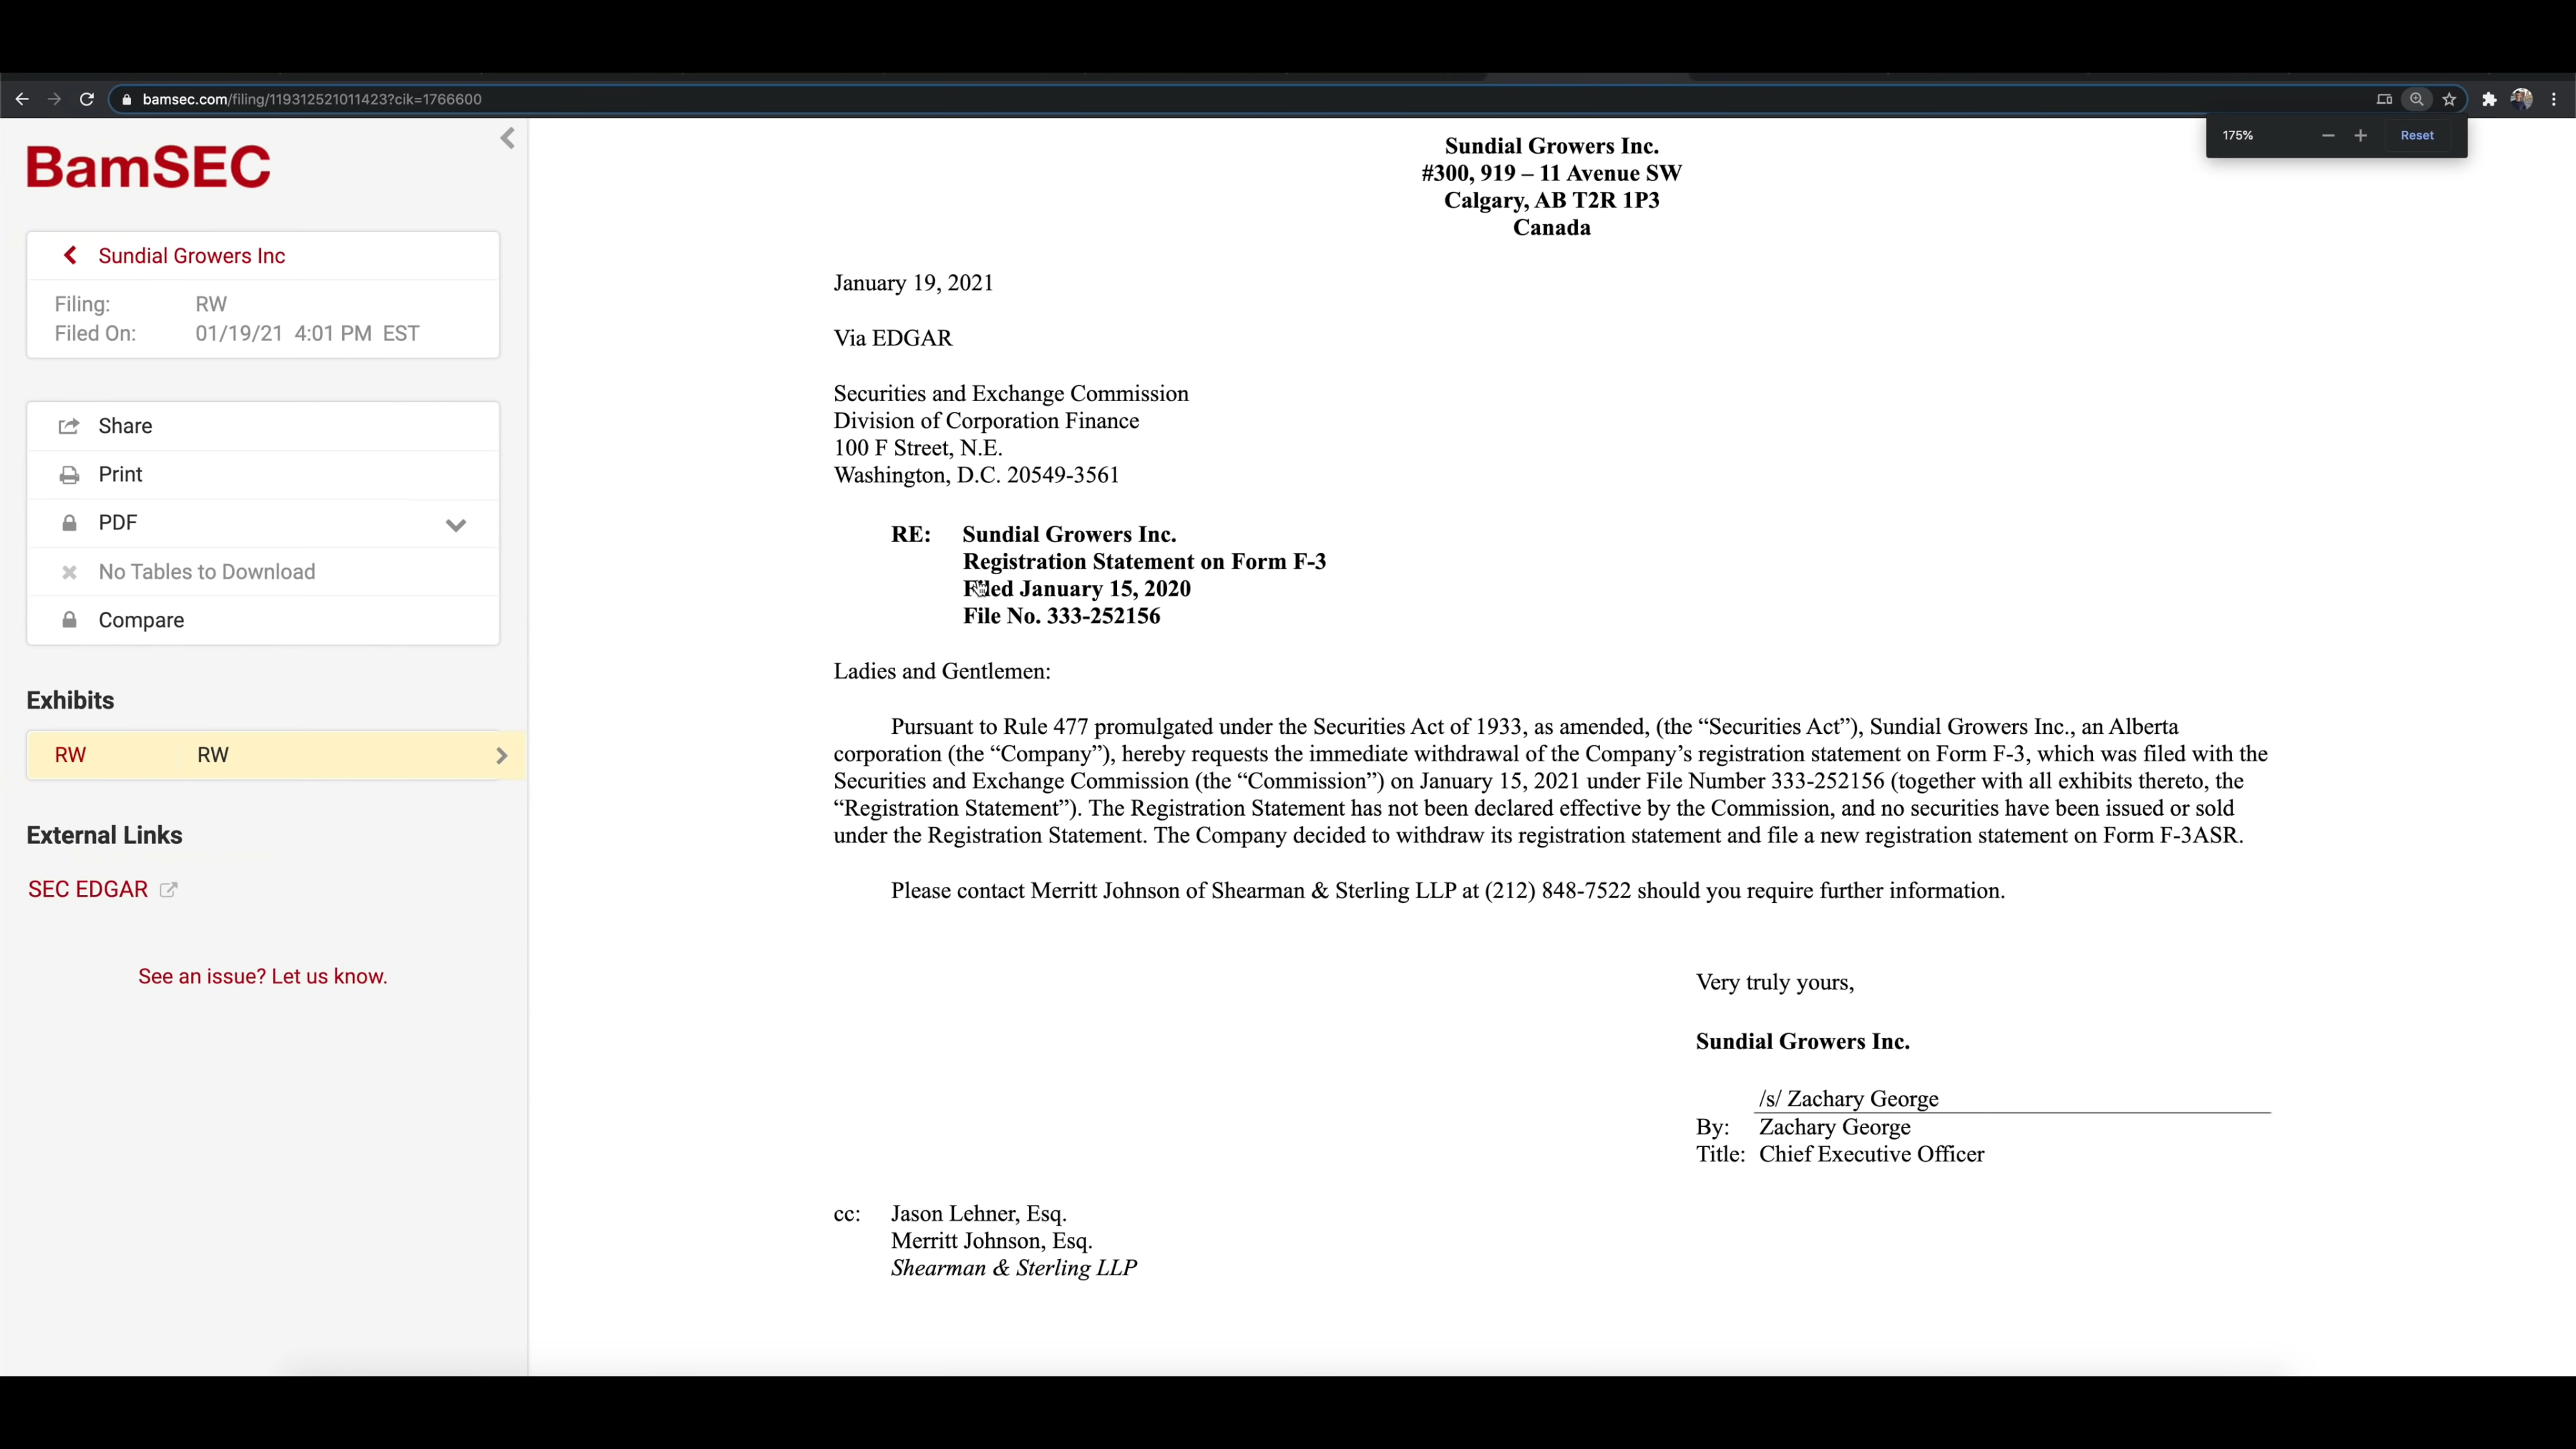 bamsec.com/filing/119312521011423?cik=1766600
175%
Reset
BamSEC
Sundial Growers Inc
Filing: RW
Filed On: 01/19/21 4:01 PM EST
Share
Print
PDF
No Tables to Download
Compare
Exhibits
RW RW
External Links
SEC EDGAR
See an issue? Let us know.
Sundial Growers Inc.
#300, 919 – 11 Avenue SW
Calgary, AB T2R 1P3
Canada
January 19, 2021
Via EDGAR
Securities and Exchange Commission
Division of Corporation Finance
100 F Street, N.E.
Washington, D.C. 20549-3561
RE: Sundial Growers Inc.
Registration Statement on Form F-3
Filed January 15, 2020
File No. 333-252156
Ladies and Gentlemen:
Pursuant to Rule 477 promulgated under the Securities Act of 1933, as amended, (the “Securities Act”), Sundial Growers Inc., an Alberta
corporation (the “Company”), hereby requests the immediate withdrawal of the Company’s registration statement on Form F-3, which was filed with the
Securities and Exchange Commission (the “Commission”) on January 15, 2021 under File Number 333-252156 (together with all exhibits thereto, the
“Registration Statement”). The Registration Statement has not been declared effective by the Commission, and no securities have been issued or sold
under the Registration Statement. The Company decided to withdraw its registration statement and file a new registration statement on Form F-3ASR.
Please contact Merritt Johnson of Shearman & Sterling LLP at (212) 848-7522 should you require further information.
Very truly yours,
Sundial Growers Inc.
/s/ Zachary George
By: Zachary George
Title: Chief Executive Officer
cc: Jason Lehner, Esq.
Merritt Johnson, Esq.
Shearman & Sterling LLP